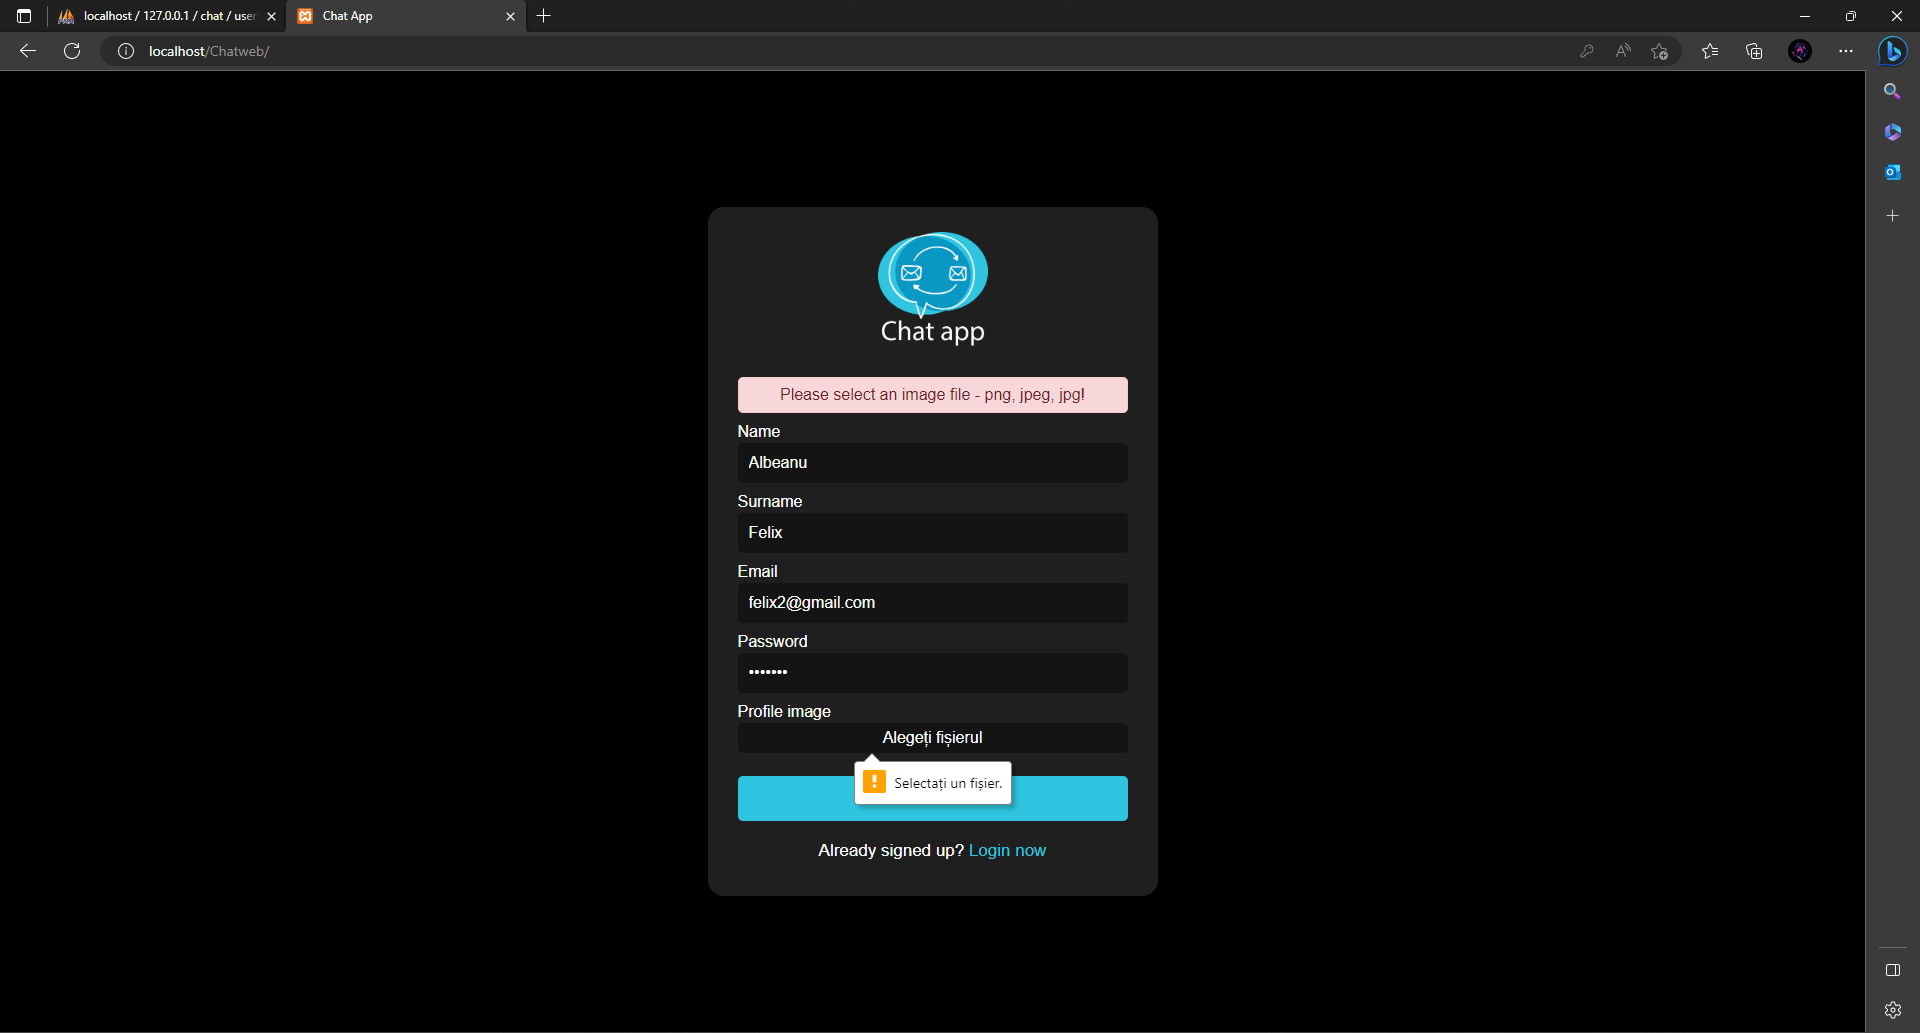 localhost / 127.0.0.1 / chat / user
Chat App
localhost/Chatweb/
Chat app
Please select an image file - png, jpeg, jpg!
Name
Albeanu
Surname
Felix
Email
felix2@gmail.com
Password
•••••••
Profile image
Alegeți fișierul
Selectați un fișier.
Already signed up? Login now